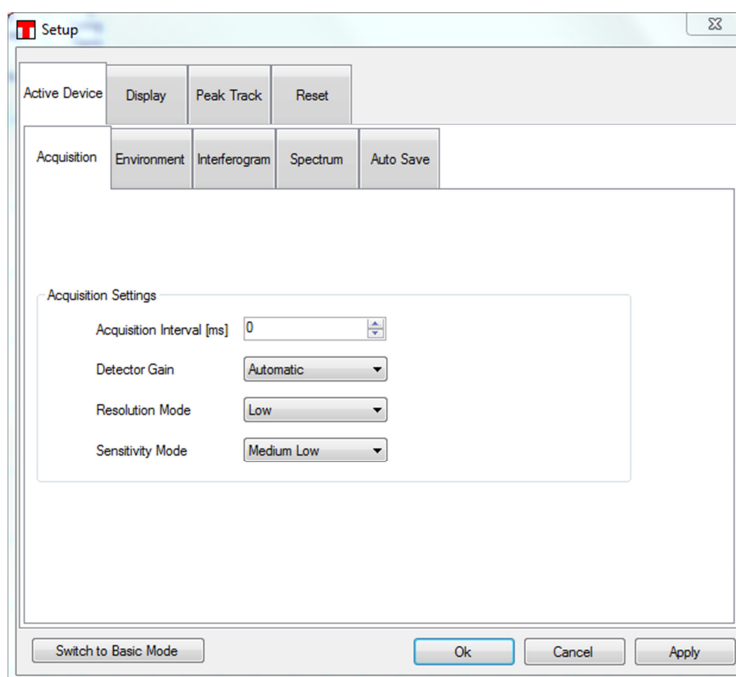 Setup
Active Device Display Peak Track Reset
Acquisition Environment Interferogram Spectrum Auto Save
Acquisition Settings
Acquisition Interval [ms] 0
Detector Gain Automatic
Resolution Mode Low
Sensitivity Mode Medium Low
Switch to Basic Mode Ok Cancel Apply